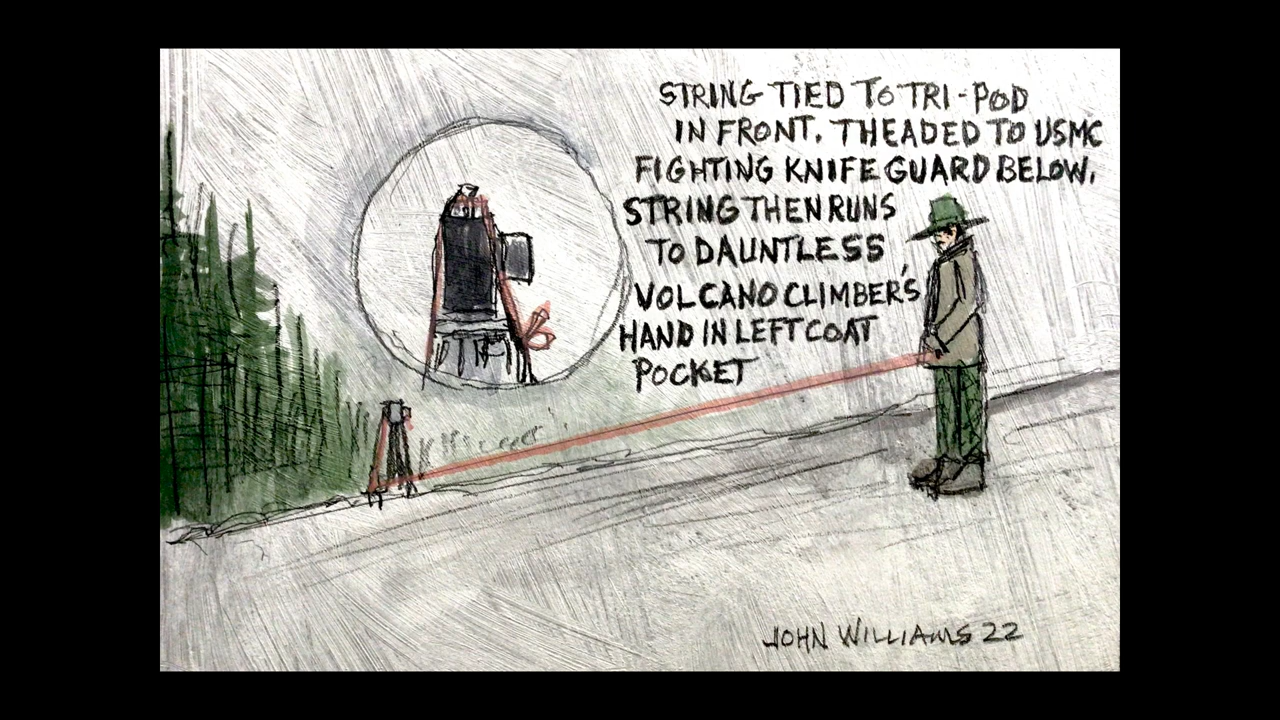 STRING TIED TO TRI-POD
IN FRONT. THEADED TO USMC
FIGHTING KNIFE GUARD BELOW.
STRING THEN RUNS
TO DAUNTLESS
VOLCANO CLIMBER'S
HAND IN LEFT COAT
POCKET
JOHN WILLIAMS 22